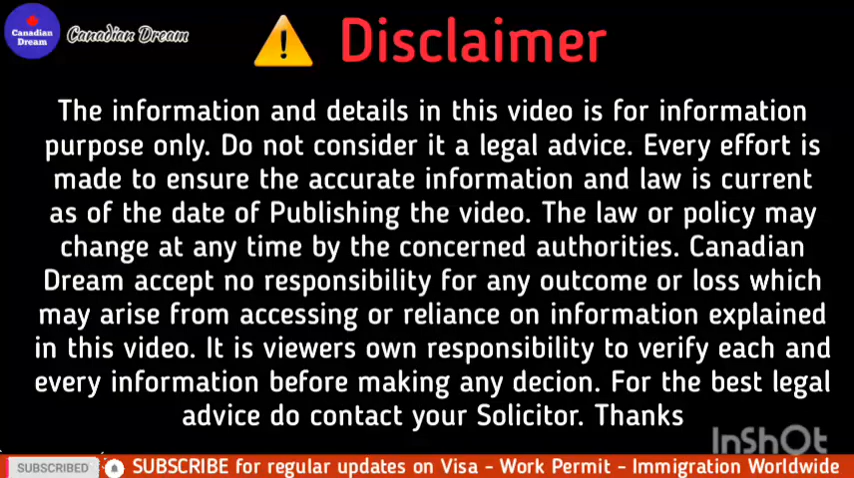 Canadian Dream
Canadian Dream
Disclaimer
The information and details in this video is for information
purpose only. Do not consider it a legal advice. Every effort is
made to ensure the accurate information and law is current
as of the date of Publishing the video. The law or policy may
change at any time by the concerned authorities. Canadian
Dream accept no responsibility for any outcome or loss which
may arise from accessing or reliance on information explained
in this video. It is viewers own responsibility to verify each and
every information before making any decion. For the best legal
advice do contact your Solicitor. Thanks
InShOt
SUBSCRIBED
SUBSCRIBE for regular updates on Visa - Work Permit - Immigration Worldwide